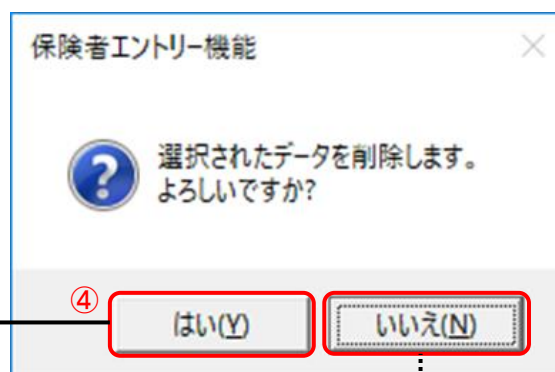 保険者エントリー機能
選択されたデータを削除します。
よろしいですか?
④
はい(Y)
いいえ(N)